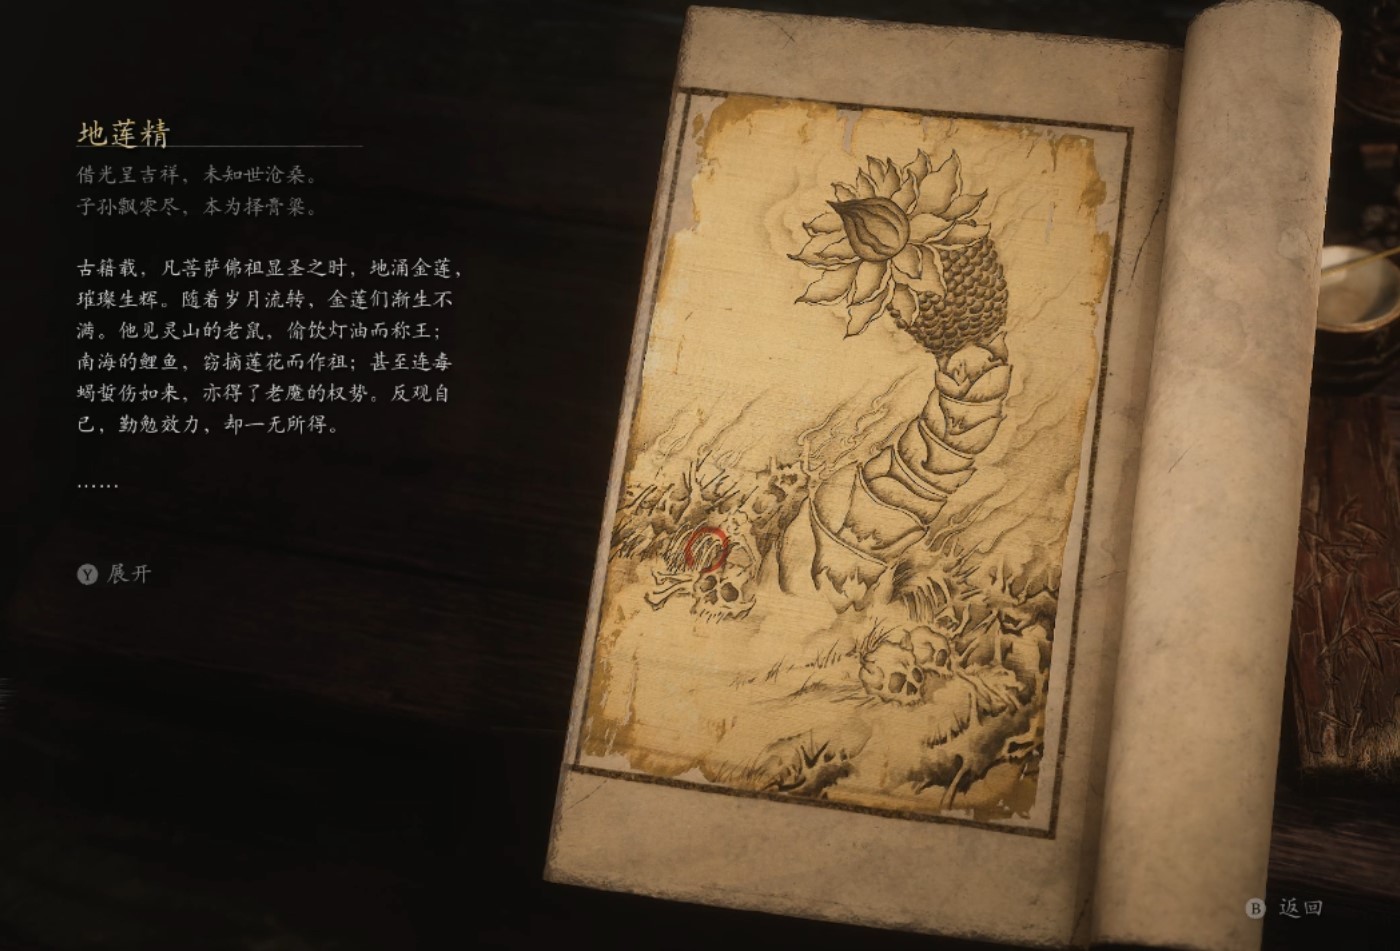 地莲精
借光呈吉祥，未知世沧桑。
子孙飘零尽，本为择膏粱。
古籍载，凡菩萨佛祖显圣之时，地涌金莲，
璀璨生辉。随着岁月流转，金莲们渐生不
满。他见灵山的老鼠，偷饮灯油而称王；
南海的鲤鱼，窃摘莲花而作祖；甚至连毒
蝎蜇伤如来，亦得了老魔的权势。反观自
己，勤勉效力，却一无所得。
……
Y 展开
B 返回